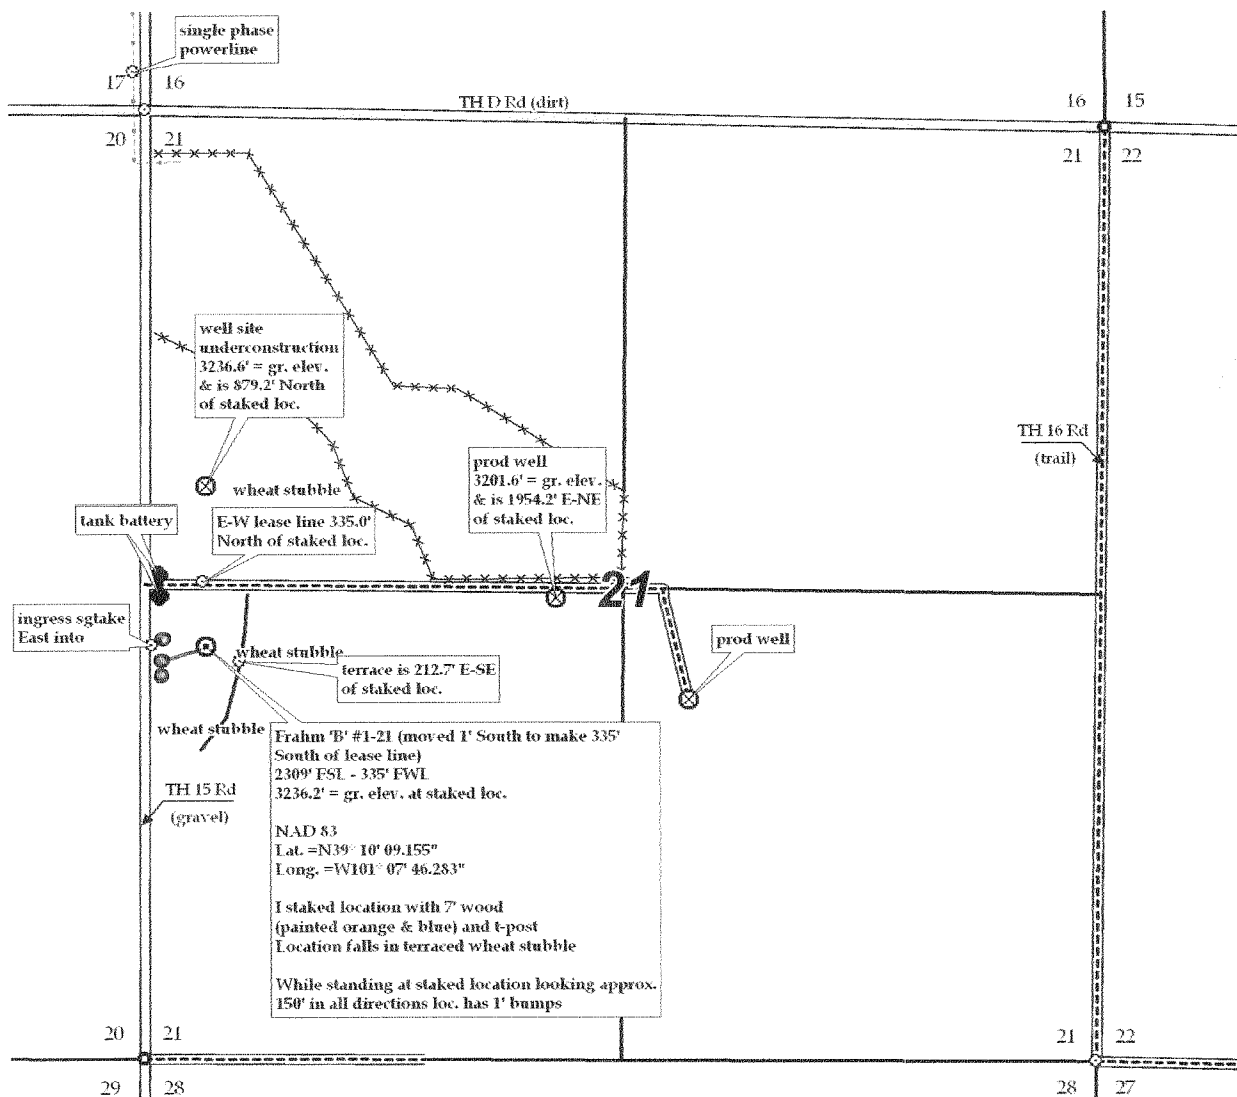 single phase
powerline
17
16
TH D Rd (dirt)
16
15
20
21
21
22
well site
underconstruction
3236.6' = gr. elev.
& is 879.2' North
of staked loc.
TH 16 Rd
(trail)
prod well
3201.6' = gr. elev.
& is 1954.2' E-NE
of staked loc.
wheat stubble
tank battery
E-W lease line 335.0'
North of staked loc.
21
ingress sgtake
East into
wheat stubble
terrace is 212.7' E-SE
of staked loc.
prod well
wheat stubble
Frahm 'B' #1-21 (moved 1' South to make 335'
South of lease line)
2309' FSL - 335' FWL
3236.2' = gr. elev. at staked loc.
NAD 83
Lat. =N39° 10' 09.155"
Long. =W101° 07' 46.283"
I staked location with 7' wood
(painted orange & blue) and t-post
Location falls in terraced wheat stubble
While standing at staked location looking approx.
150' in all directions loc. has 1' bumps
TH 15 Rd
(gravel)
20
21
21
22
29
28
28
27